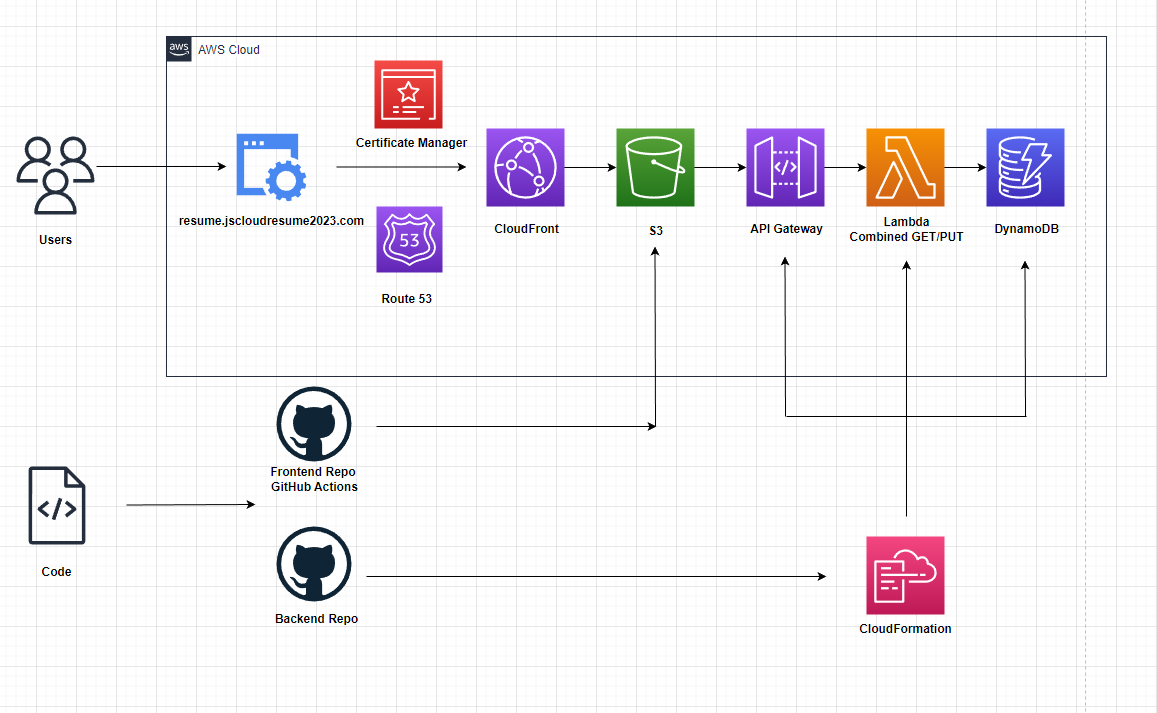 aws
AWS Cloud
Certificate Manager
resume.jscloudresume2023.com
Users
53
Route 53
CloudFront
S3
</>
API Gateway
Lambda
Combined GET/PUT
DynamoDB
Frontend Repo
GitHub Actions
</>
Code
Backend Repo
CloudFormation